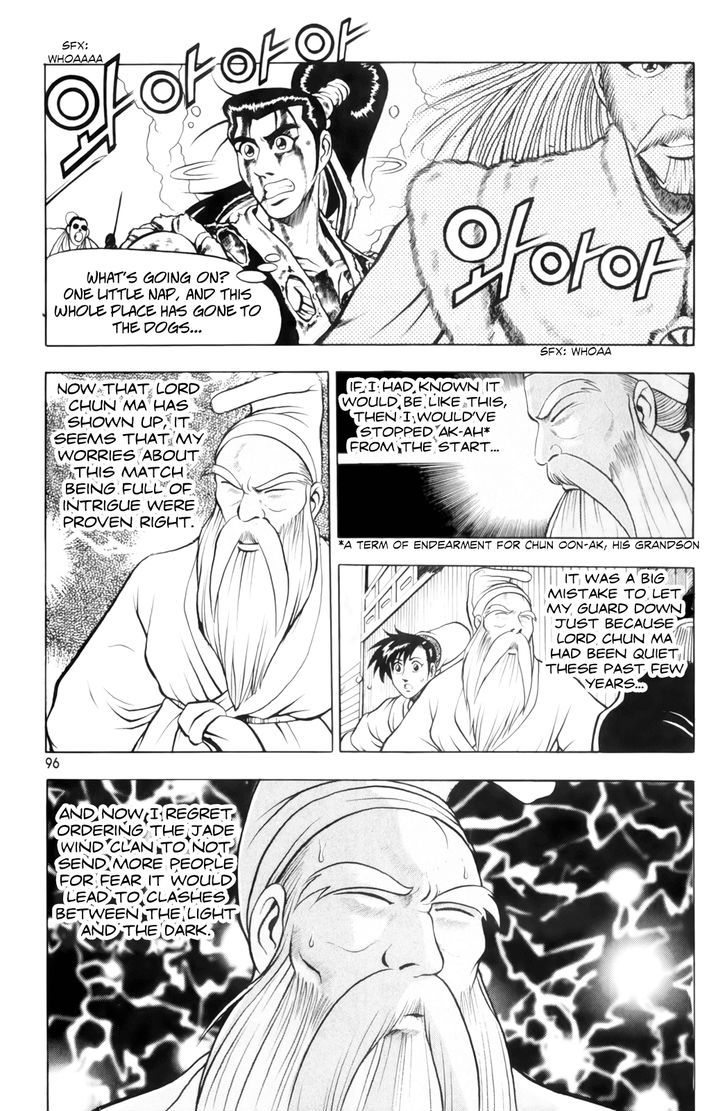 SFX:
WHOAAAA
와아아아아
와아아아
WHAT'S GOING ON?
ONE LITTLE NAP, AND THIS
WHOLE PLACE HAS GONE TO
THE DOGS...
SFX: WHOAA
NOW THAT LORD
CHUN MA HAS
SHOWN UP, IT
SEEMS THAT MY
WORRIES ABOUT
THIS MATCH
BEING FULL OF
INTRIGUE WERE
PROVEN RIGHT.
IF I HAD KNOWN IT
WOULD BE LIKE THIS,
THEN I WOULD'VE
STOPPED AK-AH*
FROM THE START...
*A TERM OF ENDEARMENT FOR CHUN OON-AK, HIS GRANDSON
IT WAS A BIG
MISTAKE TO LET
MY GUARD DOWN
JUST BECAUSE
LORD CHUN MA
HAD BEEN QUIET
THESE PAST FEW
YEARS...
96
AND NOW I REGRET
ORDERING THE JADE
WIND CLAN TO NOT
SEND MORE PEOPLE
FOR FEAR IT WOULD
LEAD TO CLASHES
BETWEEN THE LIGHT
AND THE DARK.